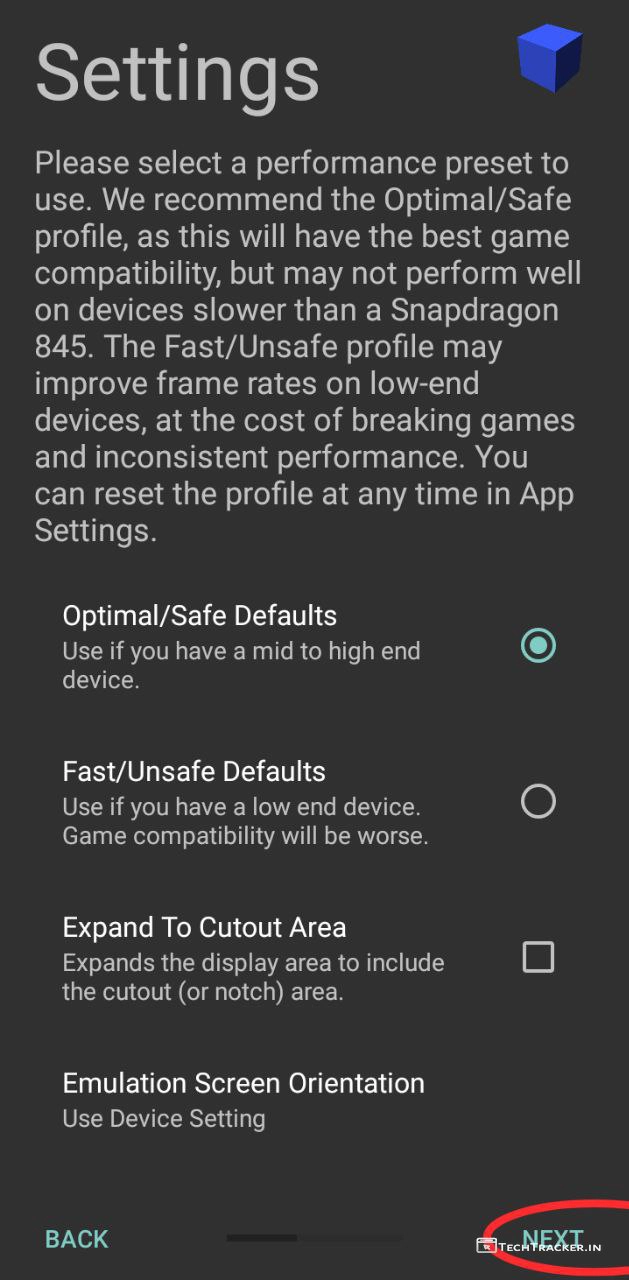 Settings
Please select a performance preset to
use. We recommend the Optimal/Safe
profile, as this will have the best game
compatibility, but may not perform well
on devices slower than a Snapdragon
845. The Fast/Unsafe profile may
improve frame rates on low-end
devices, at the cost of breaking games
and inconsistent performance. You
can reset the profile at any time in App
Settings.
Optimal/Safe Defaults
Use if you have a mid to high end
device.
Fast/Unsafe Defaults
Use if you have a low end device.
Game compatibility will be worse.
Expand To Cutout Area
Expands the display area to include
the cutout (or notch) area.
Emulation Screen Orientation
Use Device Setting
BACK
NEXT
TECHTRACKER.IN